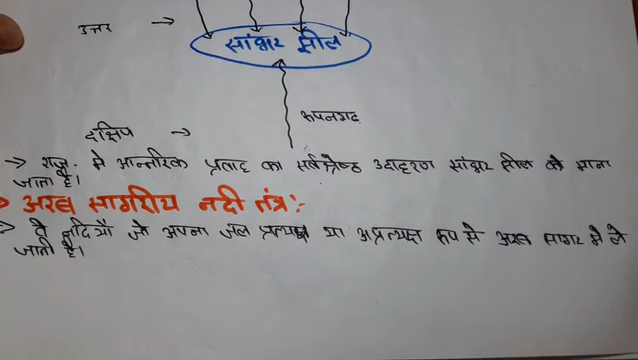 उत्तर →
सांभर झील
रूपनगढ़
दक्षिण →
→ राज. मे आन्तरिक प्रवाह का सर्वश्रेष्ठ उदाहरण सांभर झील को माना
जाता है।
अरब सागरीय नदी तंत्र:-
→ वे नदियाँ जो अपना जल प्रत्यक्ष या अप्रत्यक्ष रूप से अरब सागर मे ले
जाती है।